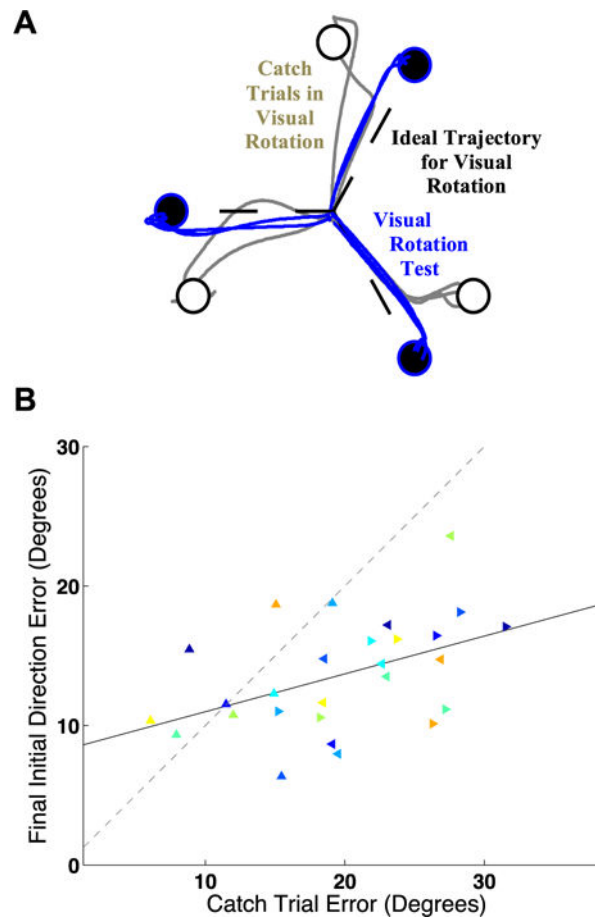 A
Catch
Trials in
Visual
Rotation
Ideal Trajectory
for Visual
Rotation
Visual
Rotation
Test
B
Final Initial Direction Error (Degrees)
30
20
10
0
10
20
30
Catch Trial Error (Degrees)